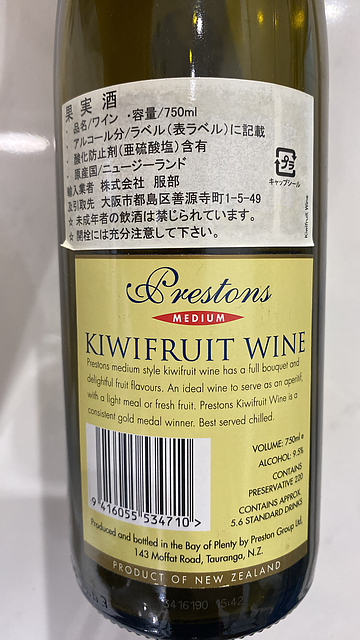 果実酒
・品名/ワイン ・容量/750ml
・アルコール分/ラベル(表ラベル)に記載
・酸化防止剤(亜硫酸塩)含有
・原産国/ニュージーランド
輸入業者 株式会社 服部
及引取先 大阪市都島区善源寺町1-5-49
☆未成年者の飲酒は禁じられています。
☆開栓には充分注意して下さい。
プラ
キャップシール
Kiwifruit Wine
Prestons
MEDIUM
KIWIFRUIT WINE
Prestons medium style kiwifruit wine has a full bouquet and
delightful fruit flavours. An ideal wine to serve as an aperitif,
with a light meal or fresh fruit. Prestons Kiwifruit Wine is a
consistent gold medal winner. Best served chilled.
VOLUME: 750ml e
ALCOHOL: 9.5%
CONTAINS
PRESERVATIVE 220
CONTAINS APPROX.
5.6 STANDARD DRINKS
9 416055 534710 >
Produced and bottled in the Bay of Plenty by Preston Group Ltd.
143 Moffat Road, Tauranga, N.Z.
PRODUCT OF NEW ZEALAND
3416190 15:42